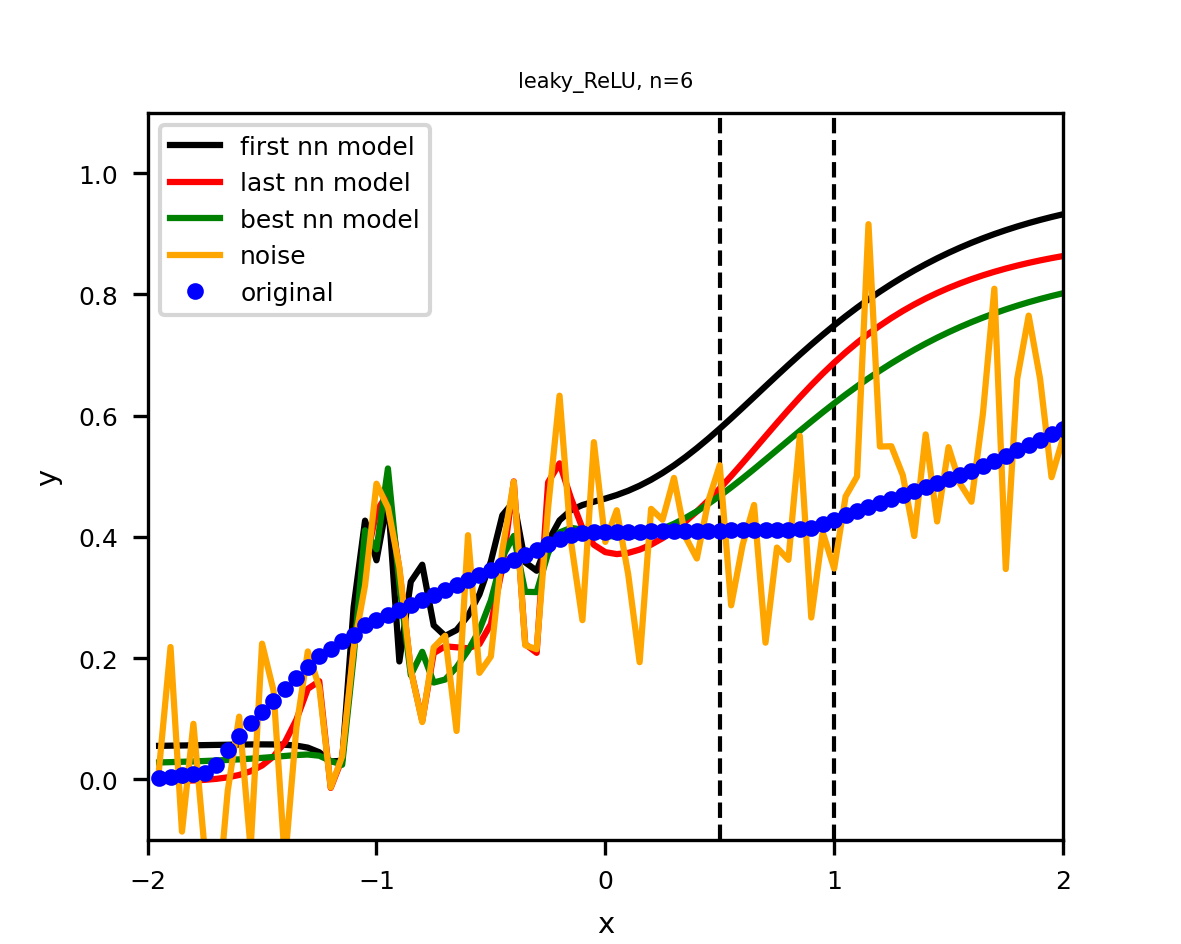 leaky_ReLU, n=6
first nn model
last nn model
best nn model
noise
original
1.0
0.8
0.6
0.4
0.2
0.0
y
−2
−1
0
1
2
x